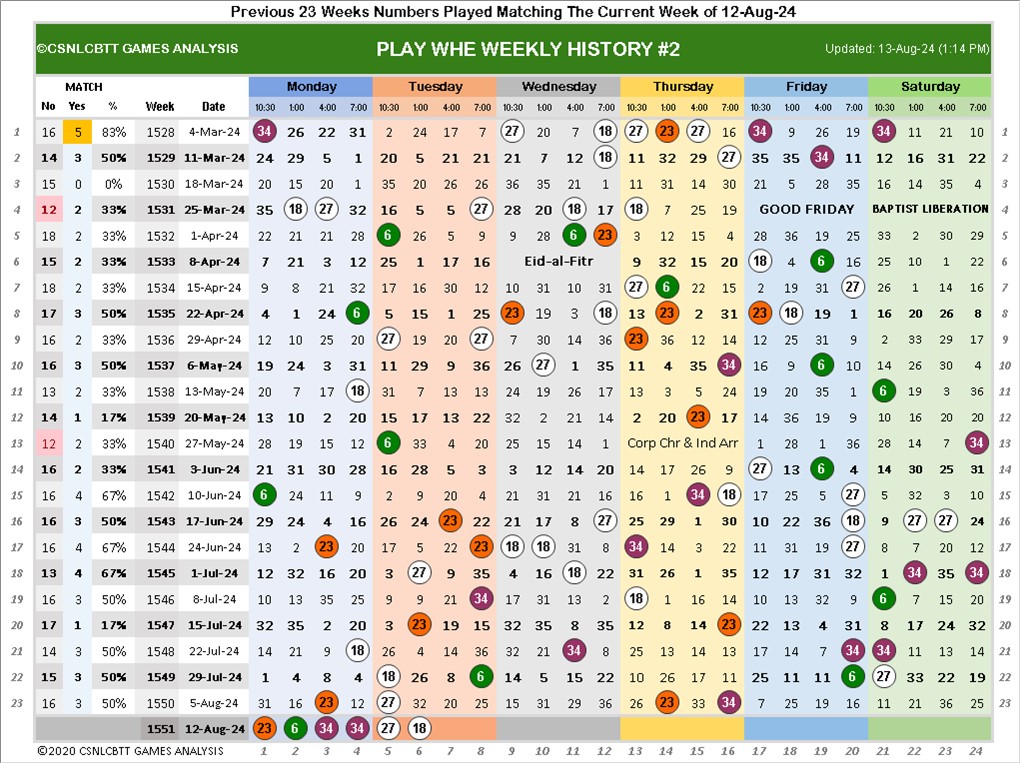 Previous 23 Weeks Numbers Played Matching The Current Week of 12-Aug-24
©CSNLCBTT GAMES ANALYSIS PLAY WHE WEEKLY HISTORY #2 Updated: 13-Aug-24 (1:14 PM)
MATCH Monday Tuesday Wednesday Thursday Friday Saturday
No Yes % Week Date 10:30 1:00 4:00 7:00 10:30 1:00 4:00 7:00 10:30 1:00 4:00 7:00 10:30 1:00 4:00 7:00 10:30 1:00 4:00 7:00 10:30 1:00 4:00 7:00
1 16 5 83% 1528 4-Mar-24 34 26 22 31 2 24 17 7 27 20 7 18 27 23 27 16 34 9 26 19 34 11 21 10 1
2 14 3 50% 1529 11-Mar-24 24 29 5 1 20 5 21 21 21 7 12 18 11 32 29 27 35 35 34 11 12 16 31 22 2
3 15 0 0% 1530 18-Mar-24 20 15 20 1 35 20 26 26 36 35 21 1 11 31 14 30 21 5 28 35 16 14 35 4 3
4 12 2 33% 1531 25-Mar-24 35 18 27 32 16 5 5 27 28 20 18 17 18 7 25 19 GOOD FRIDAY BAPTIST LIBERATION 4
5 18 2 33% 1532 1-Apr-24 22 21 21 28 6 26 5 9 9 28 6 23 3 12 15 4 28 36 19 25 33 2 30 29 5
6 15 2 33% 1533 8-Apr-24 7 21 3 12 25 1 17 16 Eid-al-Fitr 9 32 15 20 18 4 6 16 25 10 1 22 6
7 18 2 33% 1534 15-Apr-24 9 8 21 32 17 16 30 12 10 31 10 31 27 6 22 15 2 19 31 27 26 1 14 16 7
8 17 3 50% 1535 22-Apr-24 4 1 24 6 5 15 1 25 23 19 3 18 13 23 2 31 23 18 19 1 16 20 26 8 8
9 16 2 33% 1536 29-Apr-24 12 10 25 20 27 19 20 27 7 30 14 36 23 36 12 14 12 25 31 9 2 33 29 17 9
10 16 3 50% 1537 6-May-24 19 24 3 31 11 29 9 36 26 27 1 35 11 4 35 34 16 9 6 10 14 26 30 4 10
11 13 2 33% 1538 13-May-24 20 7 17 18 31 7 13 13 24 19 26 17 13 3 5 24 19 20 35 1 6 19 3 36 11
12 14 1 17% 1539 20-May-24 13 10 2 20 15 17 13 22 32 2 21 14 2 20 23 17 14 36 19 9 10 16 20 20 12
13 12 2 33% 1540 27-May-24 28 19 15 12 6 33 4 20 25 15 14 1 Corp Chr & Ind Arr 1 28 1 36 28 14 7 34 13
14 16 2 33% 1541 3-Jun-24 21 31 30 28 16 28 5 3 3 12 14 20 14 17 26 9 27 13 6 4 14 30 25 31 14
15 16 4 67% 1542 10-Jun-24 6 24 11 9 2 9 20 4 21 31 21 16 16 1 34 18 17 25 5 27 5 32 3 10 15
16 16 3 50% 1543 17-Jun-24 29 24 4 16 26 24 23 22 21 17 8 27 25 29 1 30 10 22 36 18 9 27 23 24 16
17 16 4 67% 1544 24-Jun-24 13 2 23 20 17 5 22 23 18 18 31 8 34 14 3 22 11 31 19 27 8 7 20 12 17
18 13 4 67% 1545 1-Jul-24 12 32 16 20 3 27 9 35 4 16 18 22 31 26 1 35 12 17 31 32 1 34 35 34 18
19 16 3 50% 1546 8-Jul-24 10 13 35 25 9 9 21 34 17 31 13 2 18 1 16 14 10 13 32 9 6 7 15 20 19
20 17 1 17% 1547 15-Jul-24 32 35 2 20 3 23 19 15 32 35 8 35 12 8 14 23 22 13 4 31 8 17 24 32 20
21 14 3 50% 1548 22-Jul-24 14 21 9 18 26 4 14 36 32 21 34 8 25 13 14 13 17 14 7 34 34 11 13 14 21
22 15 3 50% 1549 29-Jul-24 1 4 8 4 18 26 8 6 14 5 15 22 10 26 17 11 25 11 11 6 27 33 22 19 22
23 16 3 50% 1550 5-Aug-24 31 16 23 12 27 32 20 22 15 31 29 36 26 23 33 34 7 25 19 16 11 21 36 25 23
1551 12-Aug-24 23 6 34 34 27 18
©2020 CSNLCBTT GAMES ANALYSIS 1 2 3 4 5 6 7 8 9 10 11 12 13 14 15 16 17 18 19 20 21 22 23 24